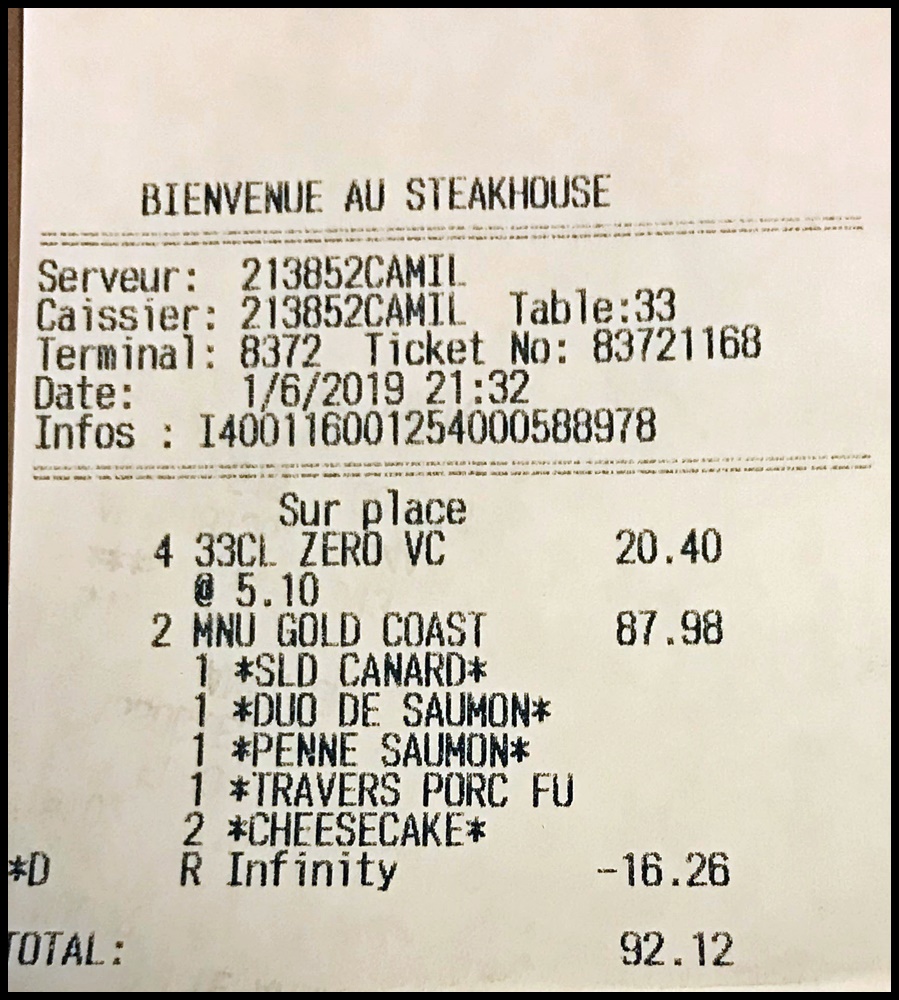 BIENVENUE AU STEAKHOUSE
Serveur: 213852CAMIL
Caissier: 213852CAMIL Table:33
Terminal: 8372 Ticket No: 83721168
Date: 1/6/2019 21:32
Infos : I400116001254000588978
Sur place
4 33CL ZERO VC 20.40
@ 5.10
2 MNU GOLD COAST 87.98
1 *SLD CANARD*
1 *DUO DE SAUMON*
1 *PENNE SAUMON*
1 *TRAVERS PORC FU
2 *CHEESECAKE*
*D R Infinity -16.26
TOTAL: 92.12